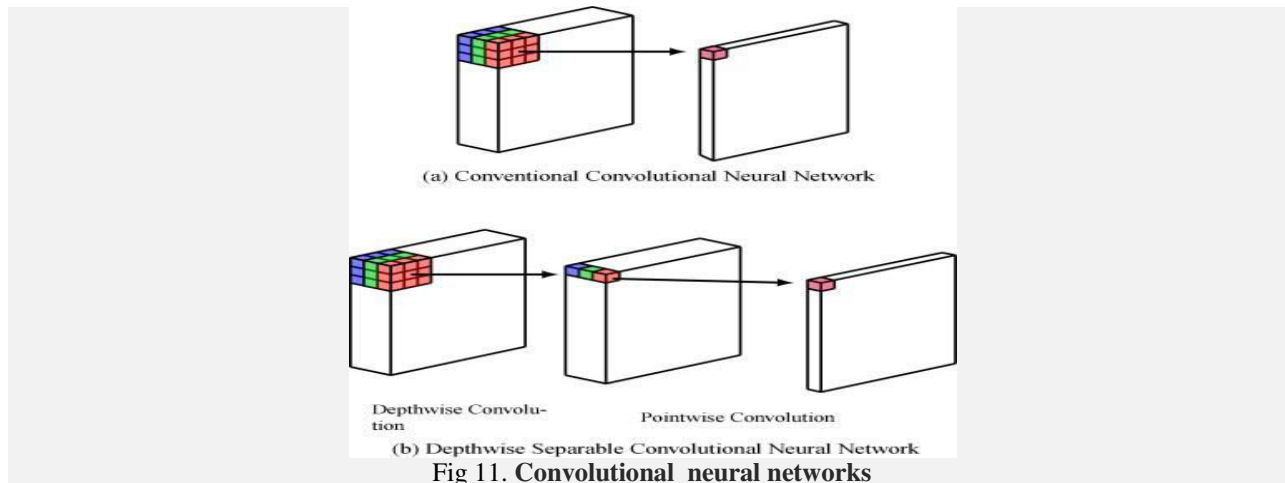 (a) Conventional Convolutional Neural Network
Depthwise Convolu-
tion
Pointwise Convolution
(b) Depthwise Separable Convolutional Neural Network
Fig 11. Convolutional neural networks